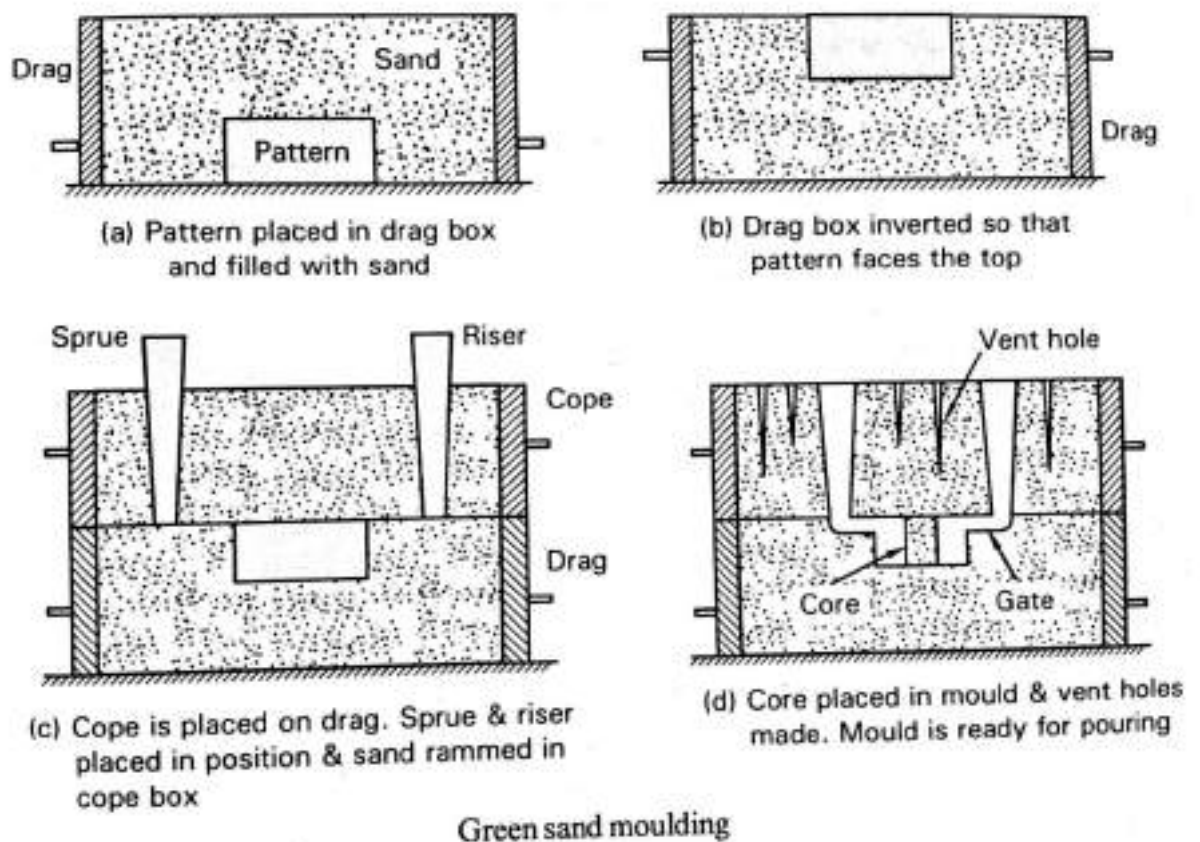 Drag
Sand
Pattern
(a) Pattern placed in drag box
and filled with sand
Drag
(b) Drag box inverted so that
pattern faces the top
Sprue
Riser
Cope
Drag
(c) Cope is placed on drag. Sprue & riser
placed in position & sand rammed in
cope box
Vent hole
Core
Gate
(d) Core placed in mould & vent holes
made. Mould is ready for pouring
Green sand moulding